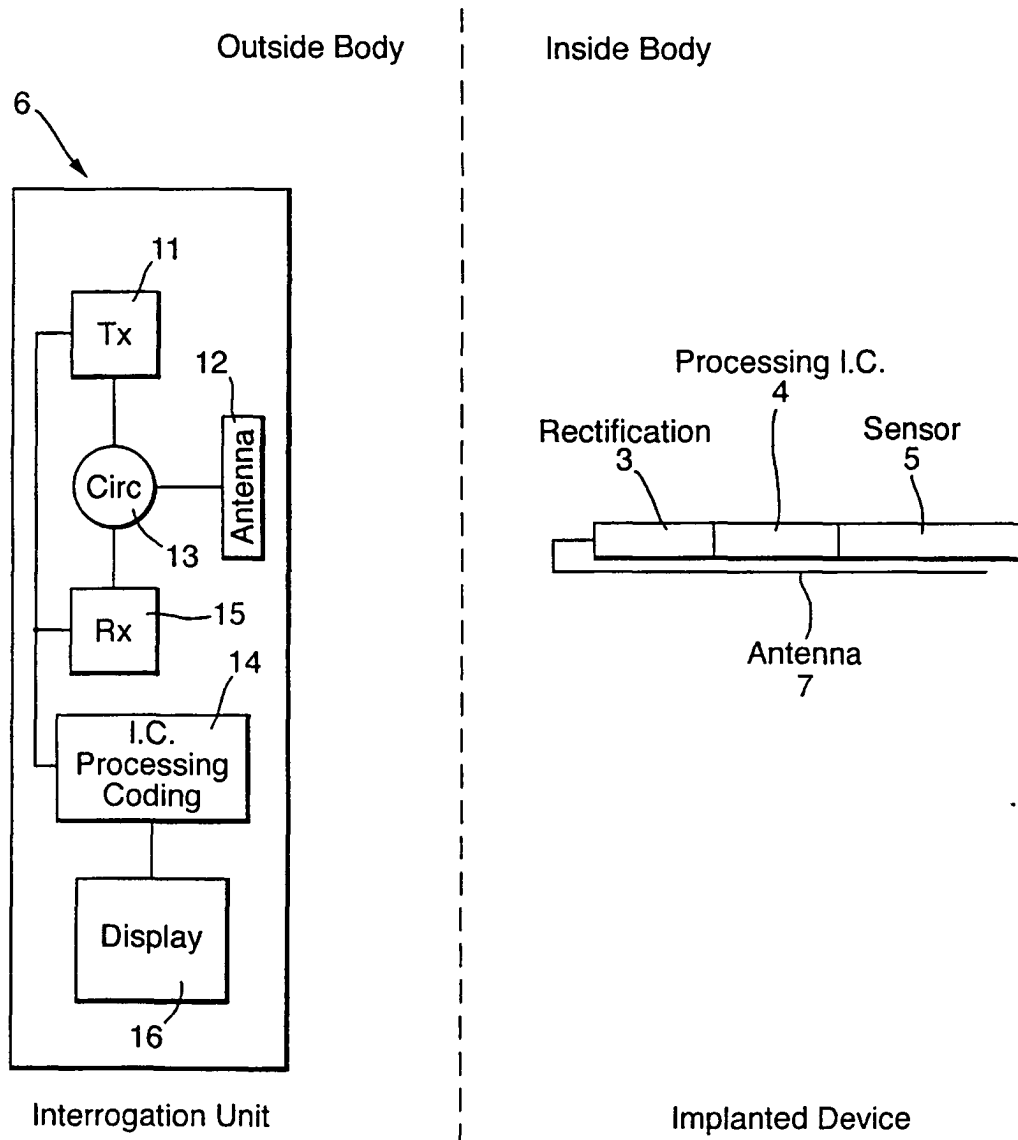 Outside Body
Inside Body
6
11
Tx
12
Antenna
Circ
13
Rx
15
14
I.C.
Processing
Coding
Display
16
Interrogation Unit
Processing I.C.
4
Rectification
3
Sensor
5
Antenna
7
Implanted Device